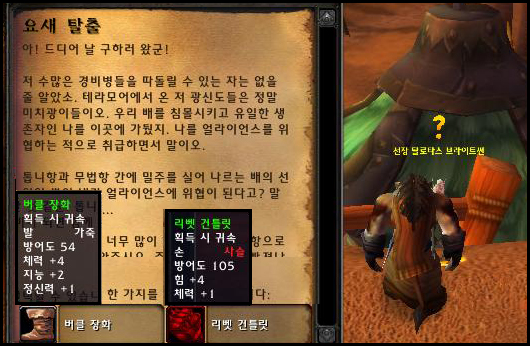 요새 탈출
아! 드디어 날 구하러 왔군!
저 수많은 경비병들을 따돌릴 수 있는 자는 없을
줄 알았소. 테라모어에서 온 저 광신도들은 정말
미치광이들이오. 우리 배를 침몰시키고 유일한 생
존자인 나를 이곳에 가뒀지. 나를 얼라이언스를 위
협하는 적으로 취급하면서 말이오.
톱니항과 무법항 간에 밀주를 실어 나르는 배의 선
얼라이언스에 위협이 된다고? 말
너무 많이
한 가지를
버클 장화
획득 시 귀속
발 가죽
방어도 54
체력 +4
지능 +2
정신력 +1
리벳 건틀릿
획득 시 귀속
손 사슬
방어도 105
힘 +4
체력 +1
버클 장화
리벳 건틀릿
?
선장 달로타스 브라이트썬